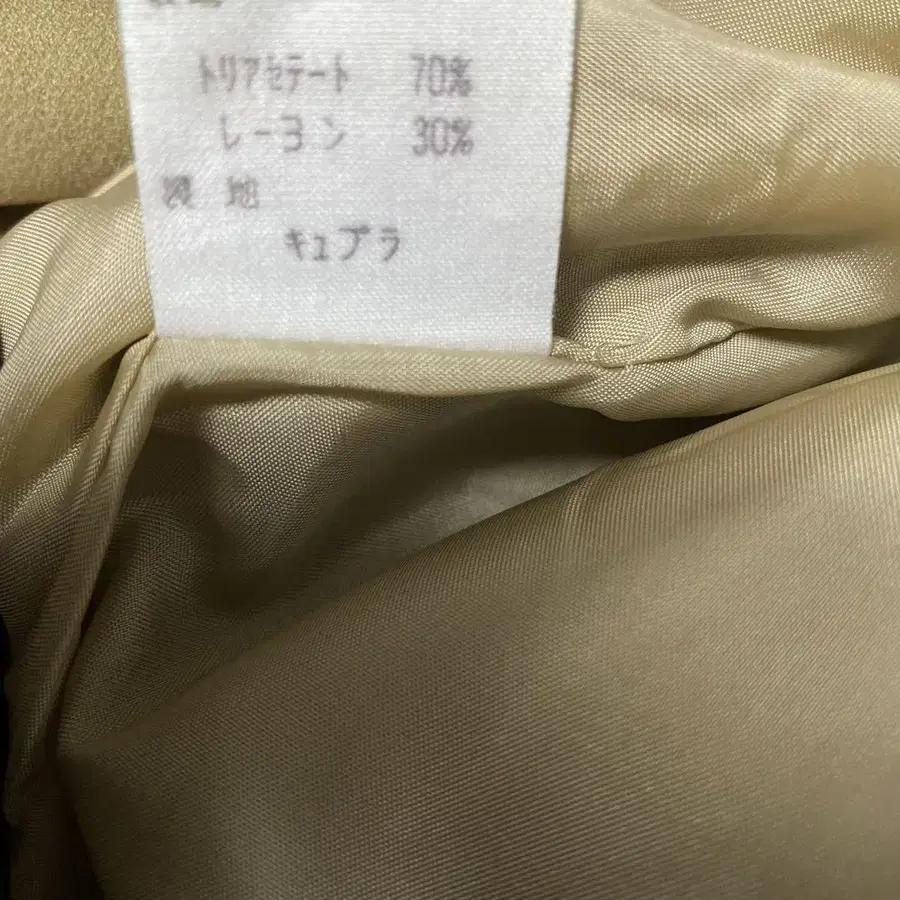 トリアセテート 70%
レーヨン 30%
裏 地
キュプラ